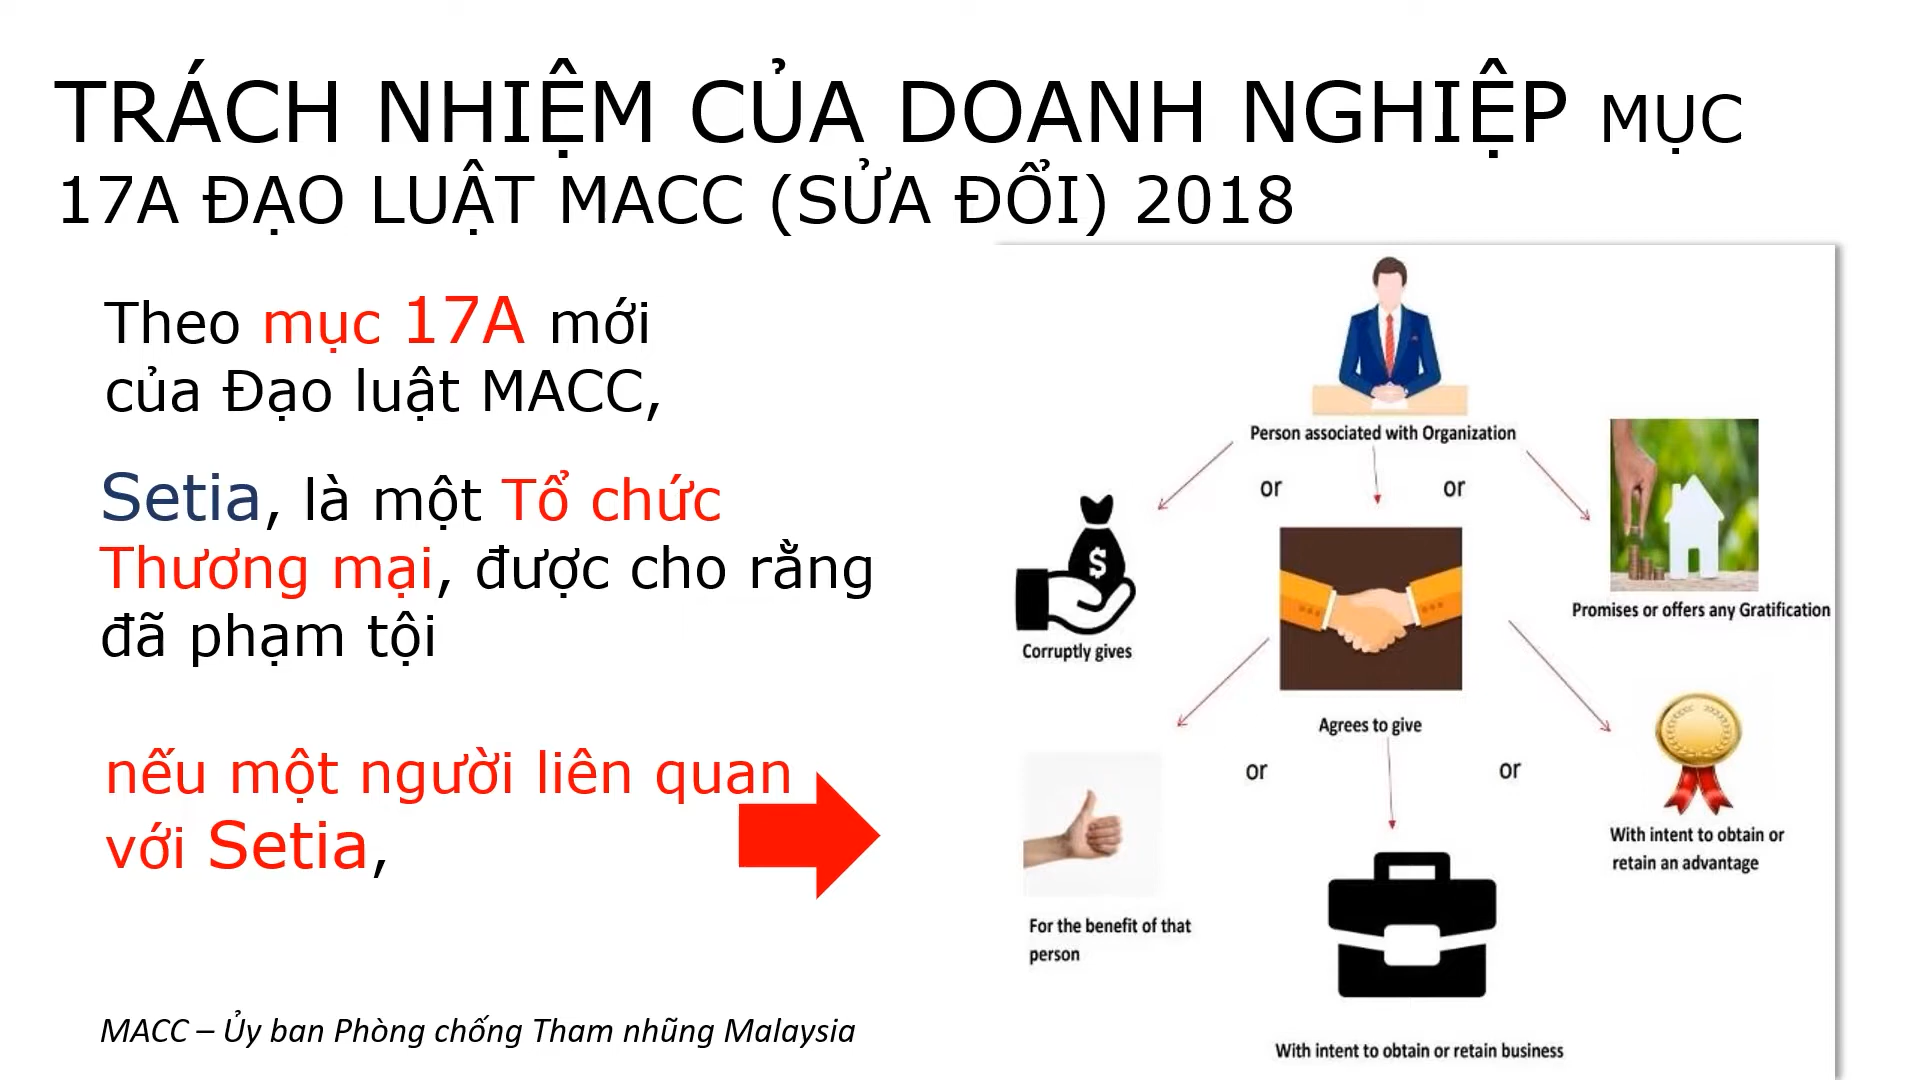 TRÁCH NHIỆM CỦA DOANH NGHIỆP MỤC
17A ĐẠO LUẬT MACC (SỬA ĐỔI) 2018
Theo mục 17A mới
của Đạo luật MACC,
Setia, là một Tổ chức
Thương mại, được cho rằng
đã phạm tội
nếu một người liên quan
với Setia,
MACC – Ủy ban Phòng chống Tham nhũng Malaysia
Person associated with Organization
or
or
$
Corruptly gives
Agrees to give
Promises or offers any Gratification
or
or
For the benefit of that
person
With intent to obtain or
retain an advantage
With intent to obtain or retain business